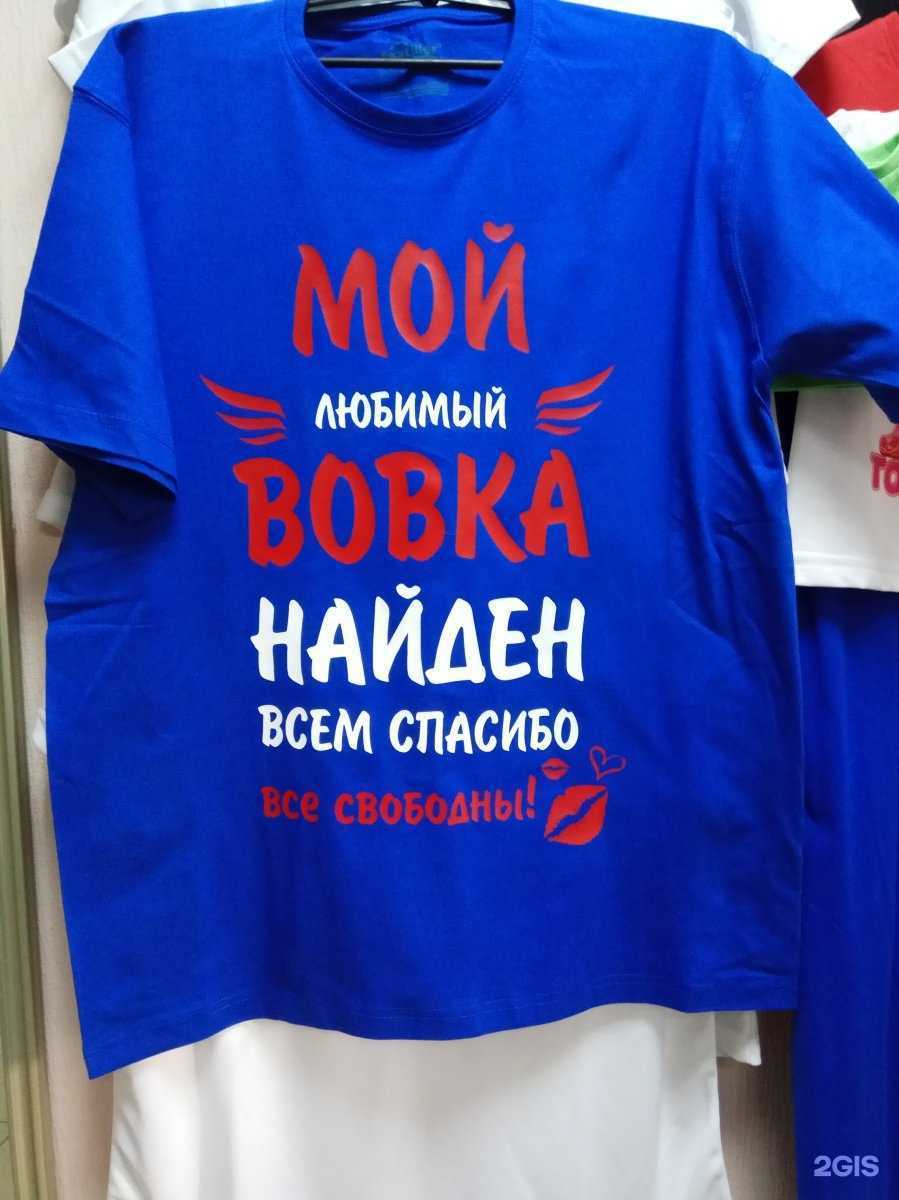 МОЙ
ЛЮБИМЫЙ
ВОВКА
НАЙДЕН
ВСЕМ СПАСИБО
ВСЕ СВОБОДНЫ!
2GIS